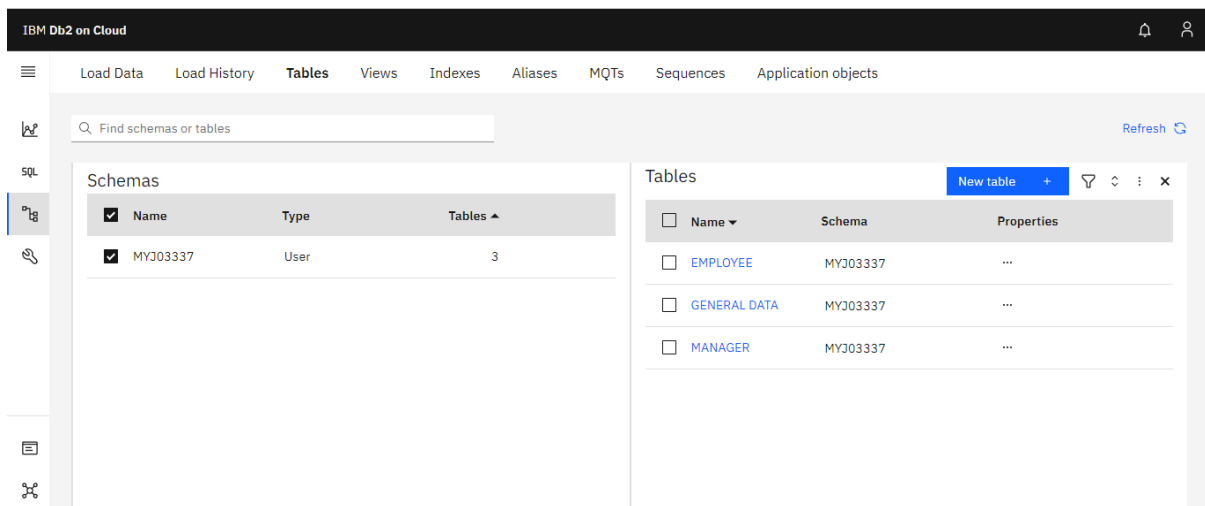 IBM Db2 on Cloud
Load Data Load History Tables Views Indexes Aliases MQTs Sequences Application objects
Find schemas or tables
Refresh
SQL
Schemas
Name Type Tables
MYJ03337 User 3
Tables
New table +
Name Schema Properties
EMPLOYEE MYJ03337 ...
GENERAL DATA MYJ03337 ...
MANAGER MYJ03337 ...